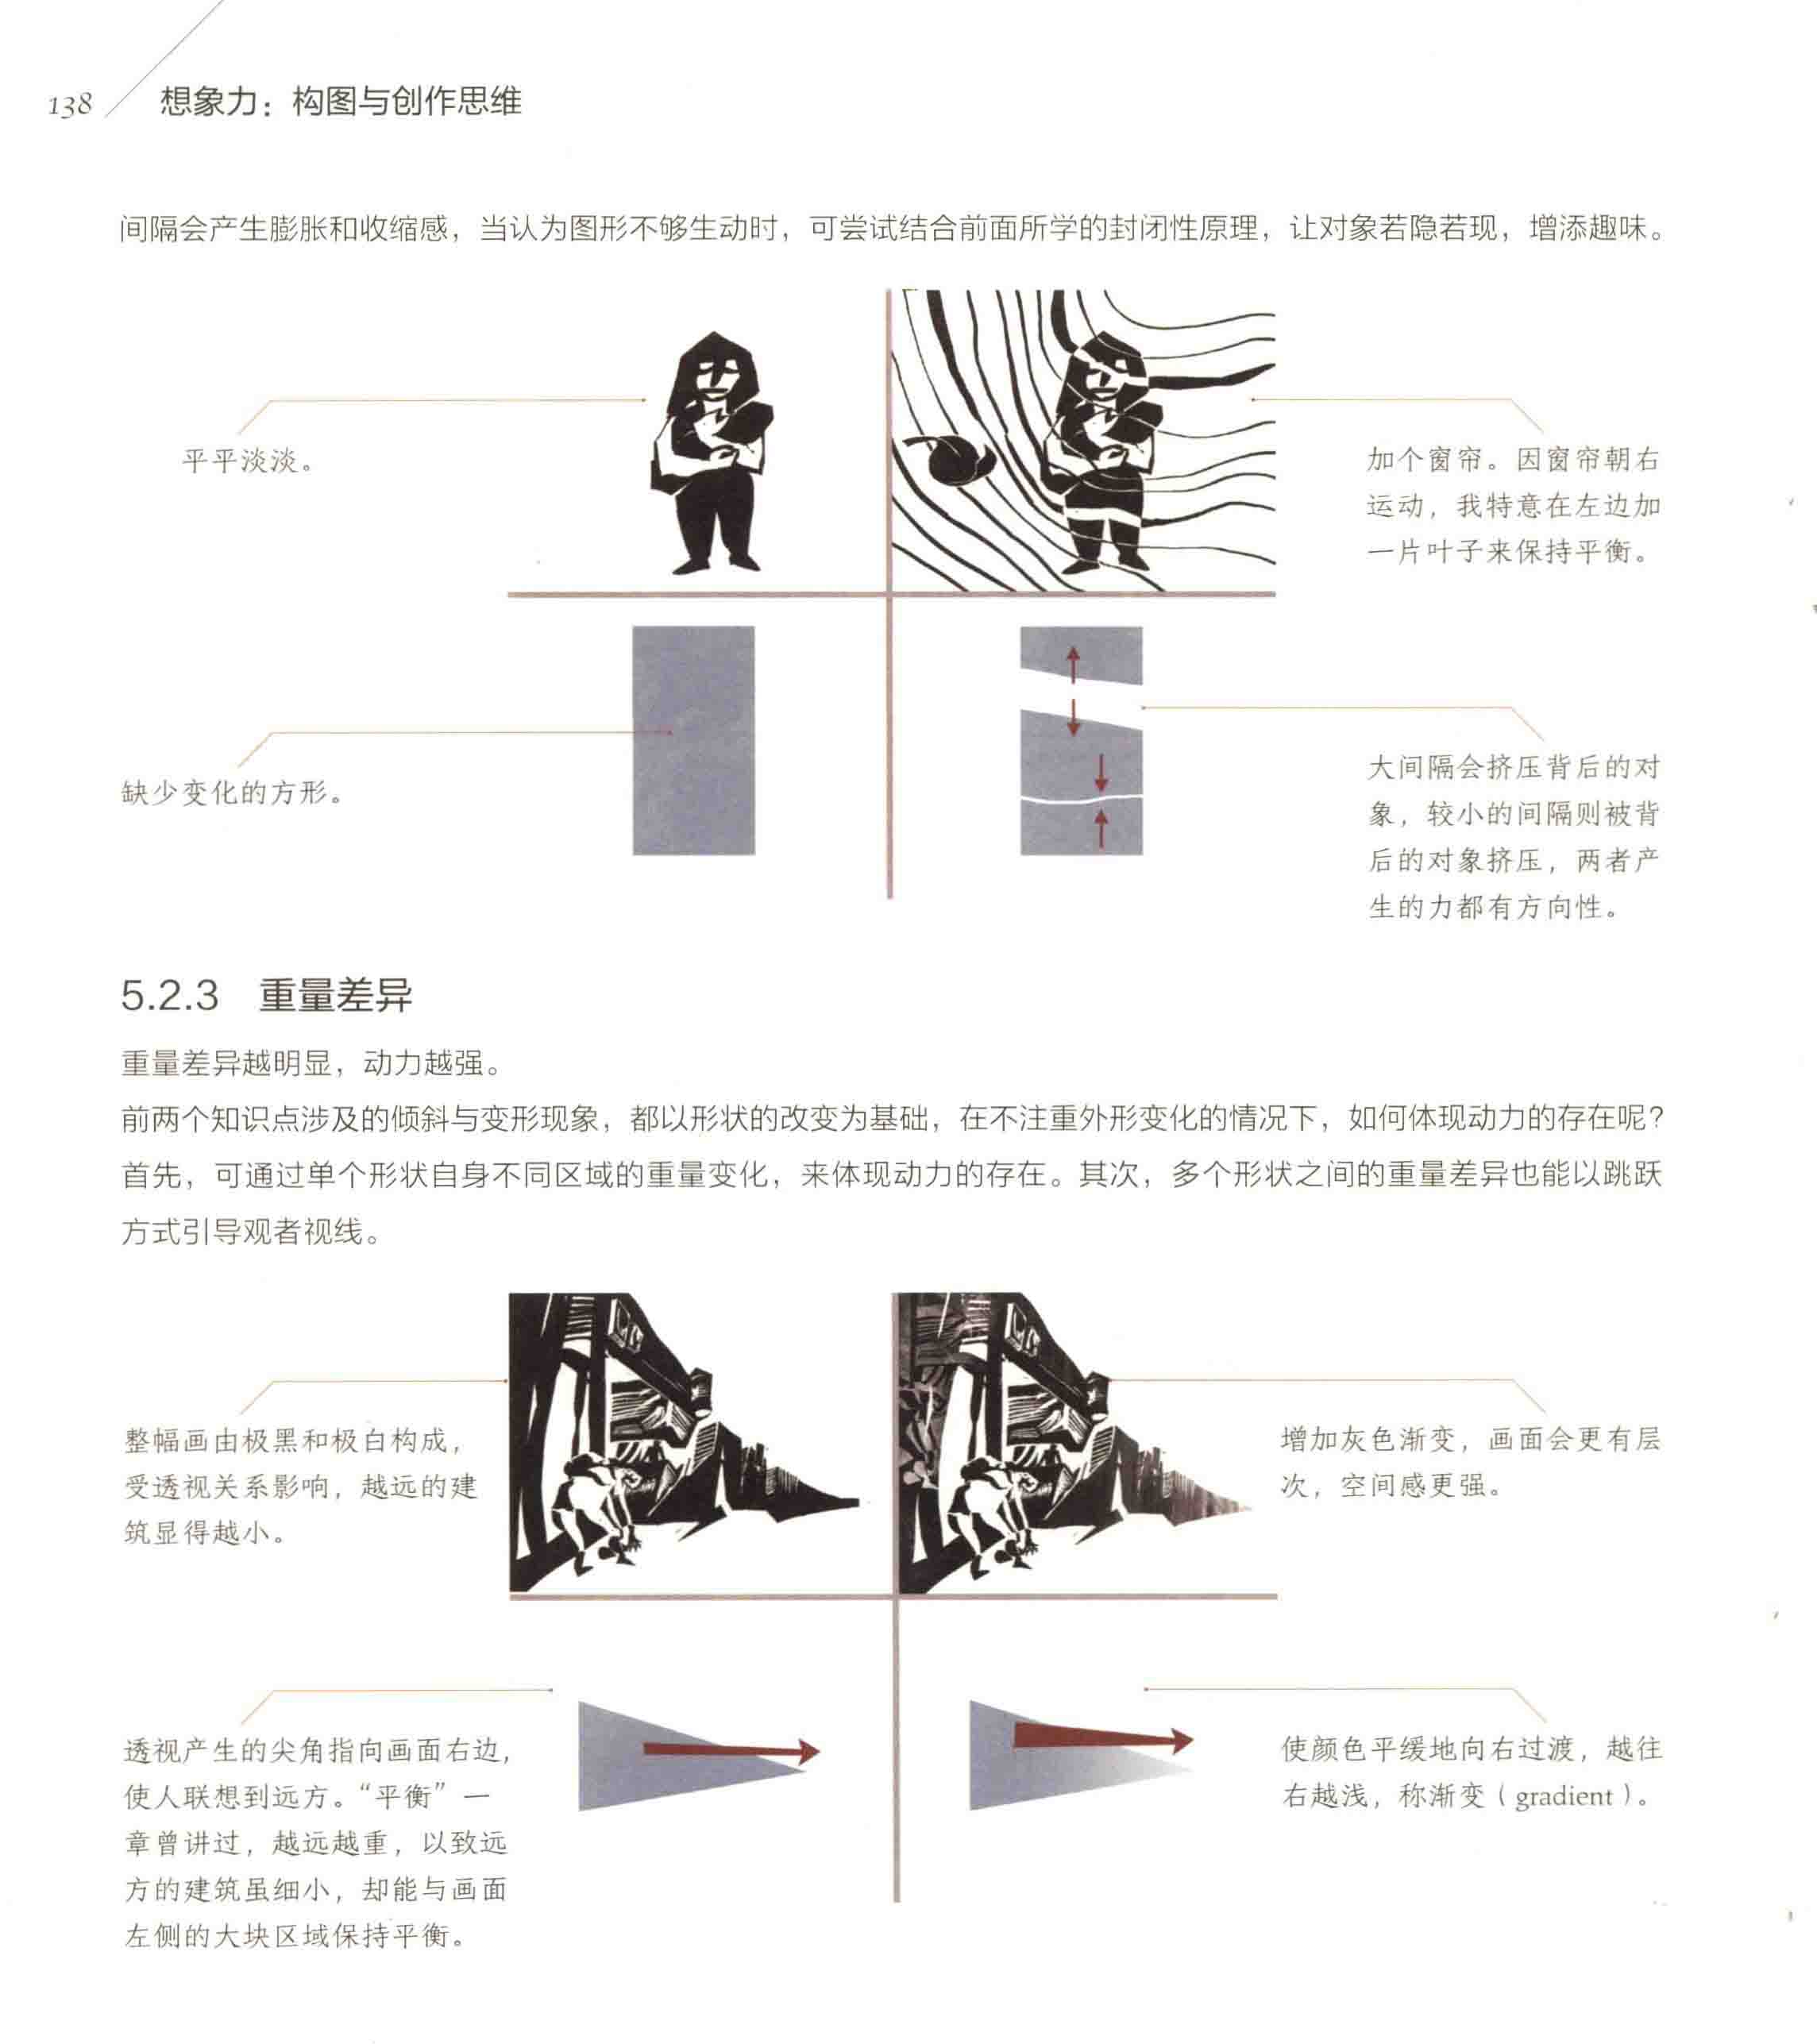 138
想象力：构图与创作思维
间隔会产生膨胀和收缩感，当认为图形不够生动时，可尝试结合前面所学的封闭性原理，让对象若隐若现，增添趣味。
平平淡淡。
加个窗帘。因窗帘朝右
运动，我特意在左边加
一片叶子来保持平衡。
缺少变化的方形。
大间隔会挤压背后的对
象，较小的间隔则被背
后的对象挤压，两者产
生的力都有方向性。
5.2.3 重量差异
重量差异越明显，动力越强。
前两个知识点涉及的倾斜与变形现象，都以形状的改变为基础，在不注重外形变化的情况下，如何体现动力的存在呢？
首先，可通过单个形状自身不同区域的重量变化，来体现动力的存在。其次，多个形状之间的重量差异也能以跳跃
方式引导观者视线。
整幅画由极黑和极白构成，
受透视关系影响，越远的建
筑显得越小。
增加灰色渐变，画面会更有层
次，空间感更强。
透视产生的尖角指向画面右边，
使人联想到远方。“平衡”一
章曾讲过，越远越重，以致远
方的建筑虽细小，却能与画面
左侧的大块区域保持平衡。
使颜色平缓地向右过渡，越往
右越浅，称渐变（gradient）。